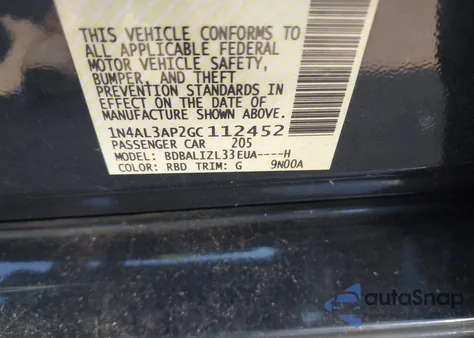 THIS VEHICLE CONFORMS TO
ALL APPLICABLE FEDERAL
MOTOR VEHICLE SAFETY,
BUMPER, AND THEFT
PREVENTION STANDARDS IN
EFFECT ON THE DATE OF
MANUFACTURE SHOWN ABOVE.
1N4AL3AP2GC112452
PASSENGER CAR 205
MODEL: BDBALIZL33EUA----H
COLOR: RBD TRIM: G 9N00A
autoSnap